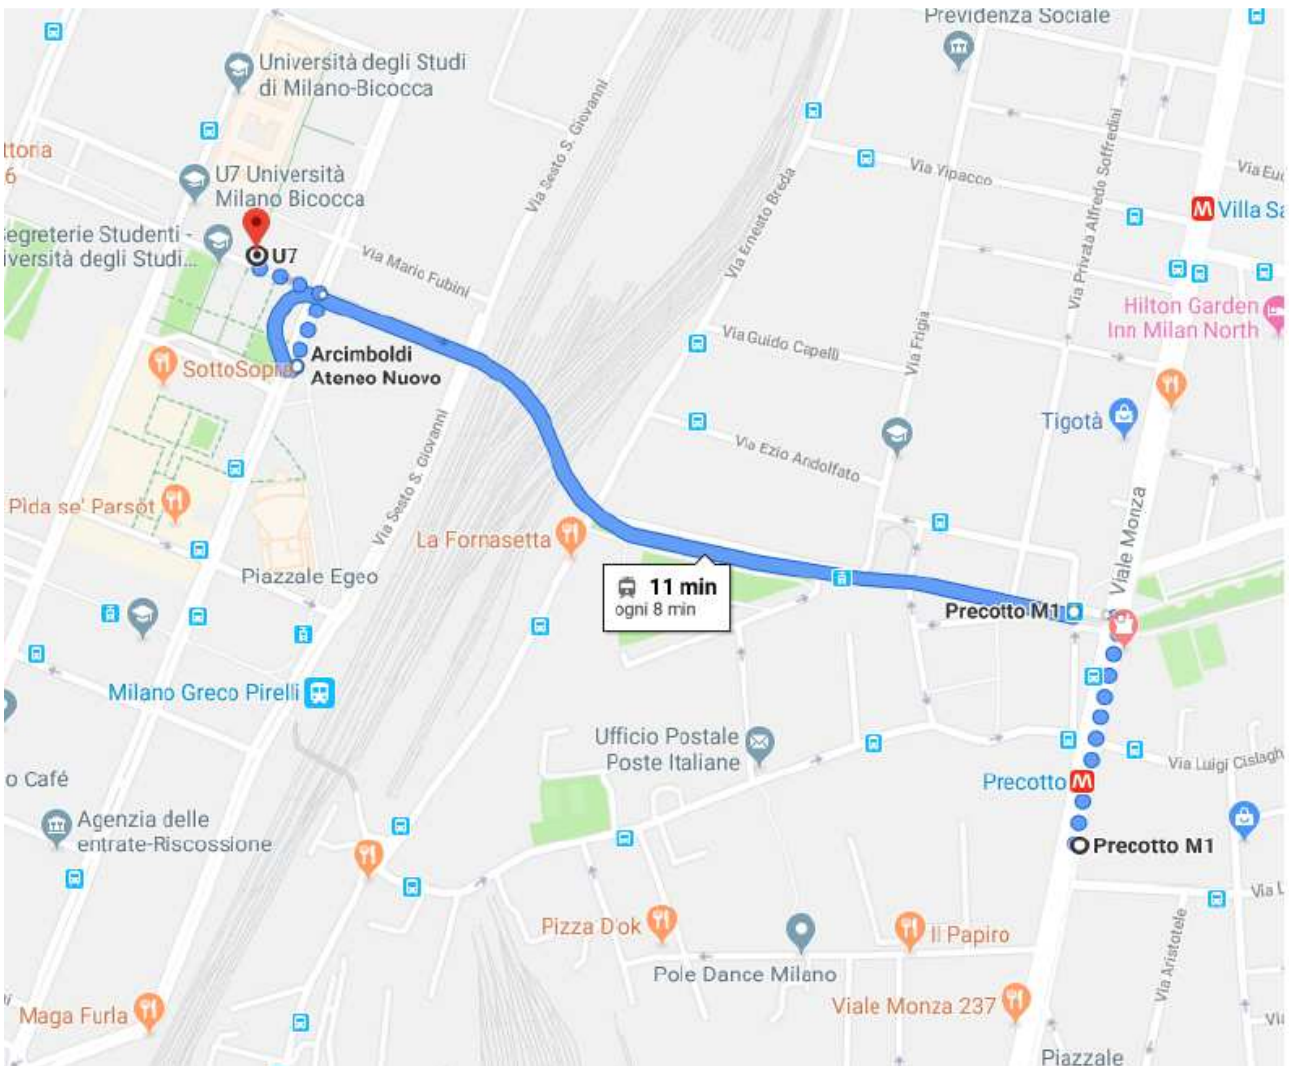 Previdenza Sociale
Università degli Studi
di Milano-Bicocca
ttoria
6
U7 Università
Milano Bicocca
Via Sesto S. Giovanni
Via Ernesto Breda
Via Privata Alfredo Soffredini
Via Vipacco
Via Eu
M Villa Sa
egreterie Studenti -
iversità degli Studi...
U7
Via Mario Fubini
Hilton Garden
Inn Milan North
Via Guido Capelli
Via Frigia
Arcimboldi
Ateneo Nuovo
SottoSopra
Tigotà
Via Ezio Andolfato
Via Sesto S. Giovanni
Pida se' Parsöt
La Fornasetta
Viale Monza
Piazzale Egeo
11 min
ogni 8 min
Precotto M1
Milano Greco Pirelli
Ufficio Postale
Poste Italiane
Via Luigi Cislagh
o Café
Precotto M
Agenzia delle
entrate-Riscossione
Precotto M1
Via L
Pizza D'ok
Il Papiro
Via Aristotele
Pole Dance Milano
Maga Furla
Viale Monza 237
Via
Piazzale